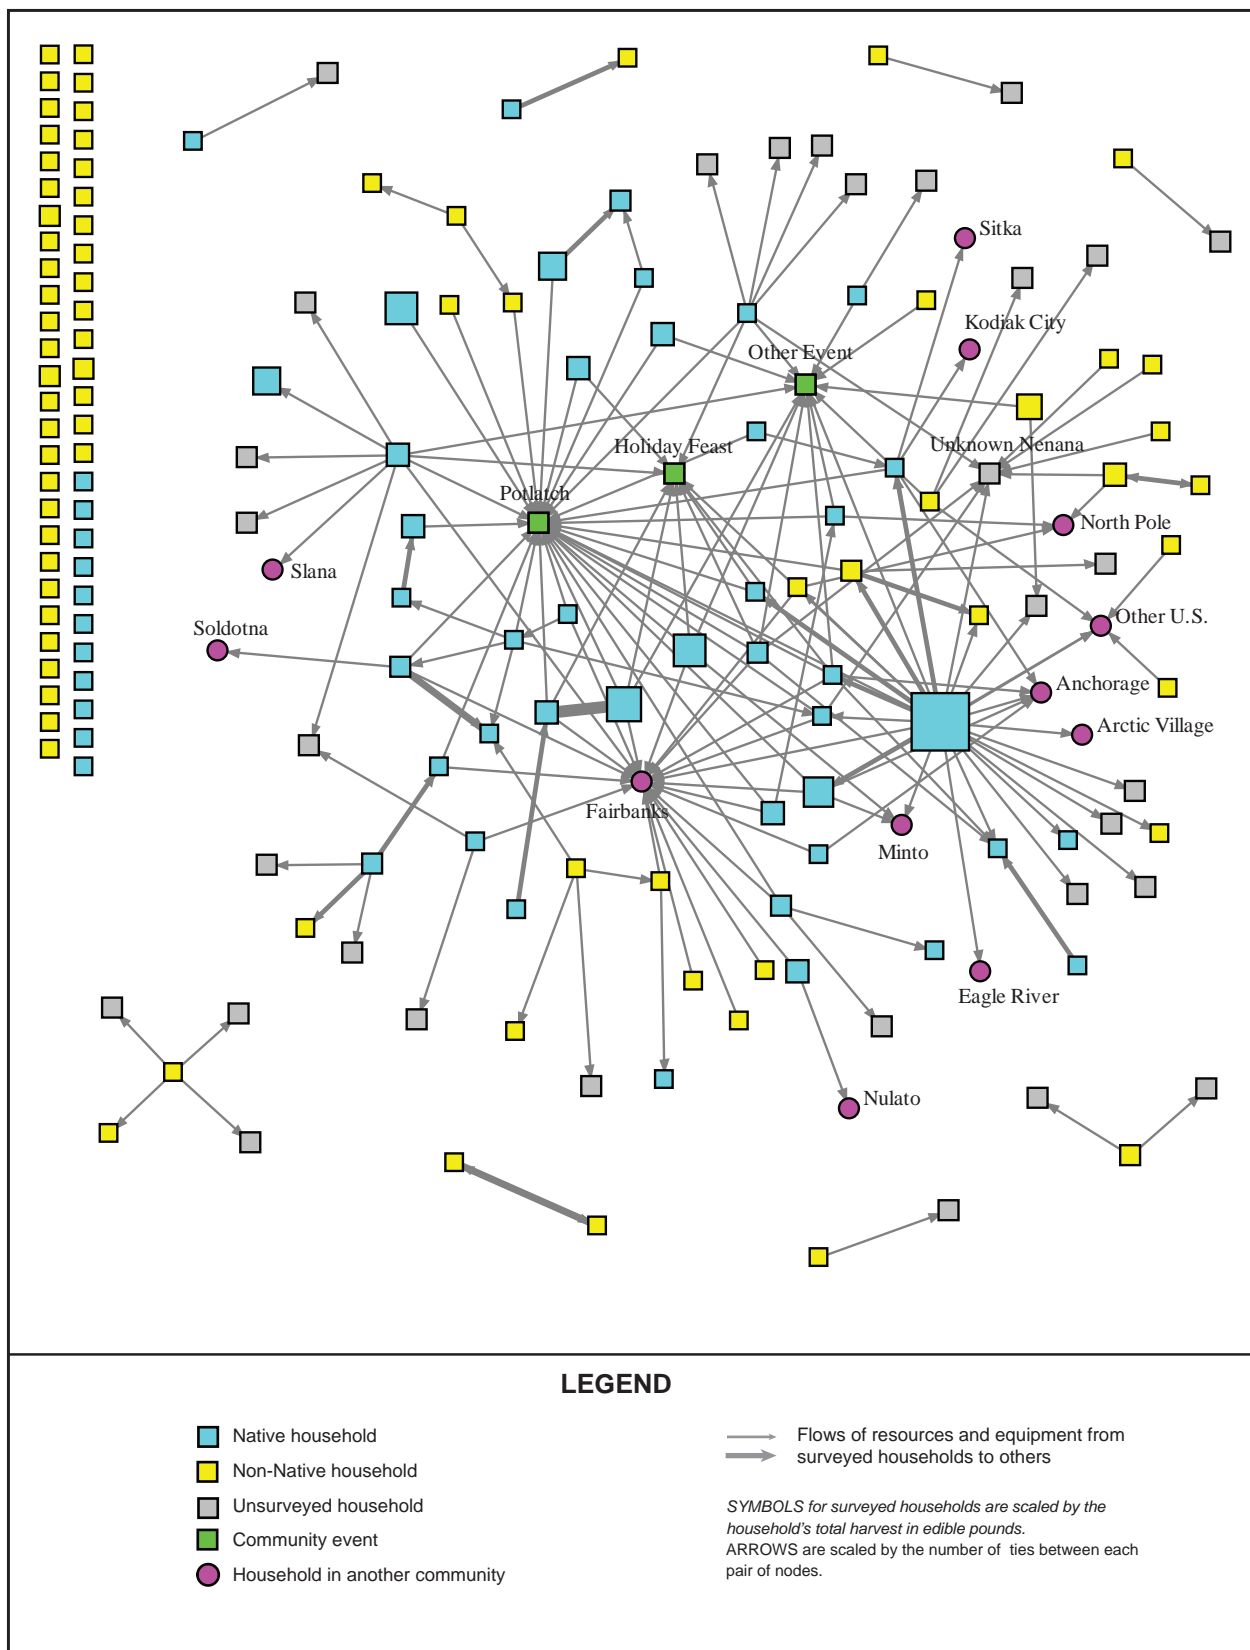 Sitka
Kodiak City
Other Event
Holiday Feast
Unknown Nenana
Potlatch
North Pole
Slana
Other U.S.
Soldotna
Anchorage
Arctic Village
Fairbanks
Minto
Eagle River
Nulato
LEGEND
Native household
Non-Native household
Unsurveyed household
Community event
Household in another community
Flows of resources and equipment from
surveyed households to others
SYMBOLS for surveyed households are scaled by the
household's total harvest in edible pounds.
ARROWS are scaled by the number of ties between each
pair of nodes.